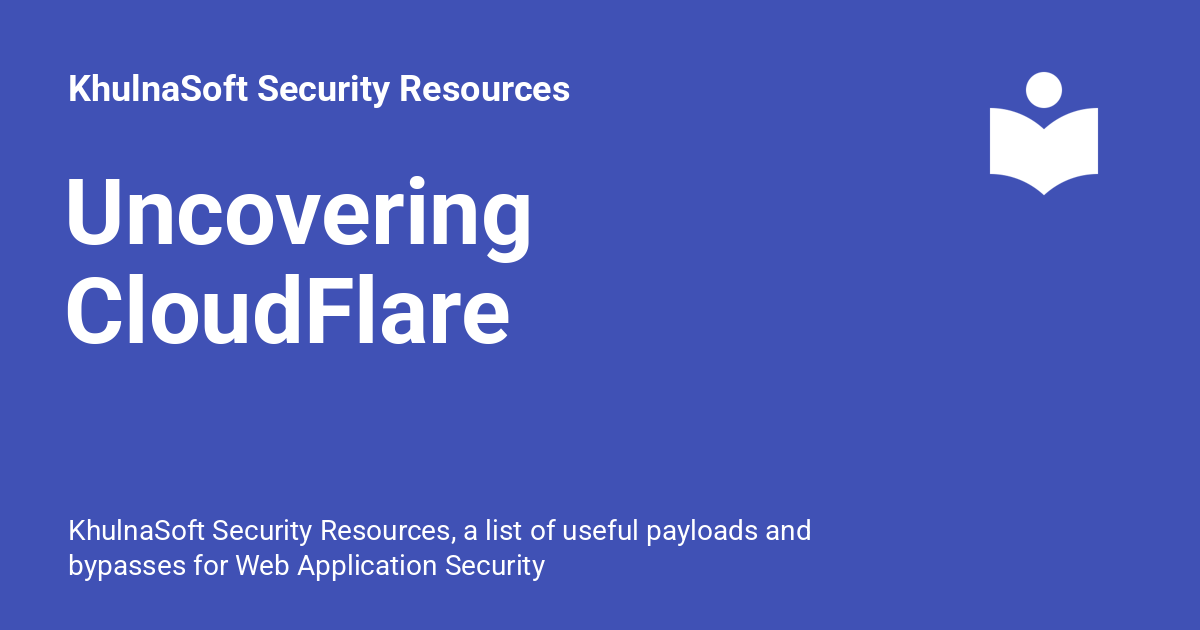 KhulnaSoft Security Resources
Uncovering
CloudFlare
KhulnaSoft Security Resources, a list of useful payloads and
bypasses for Web Application Security